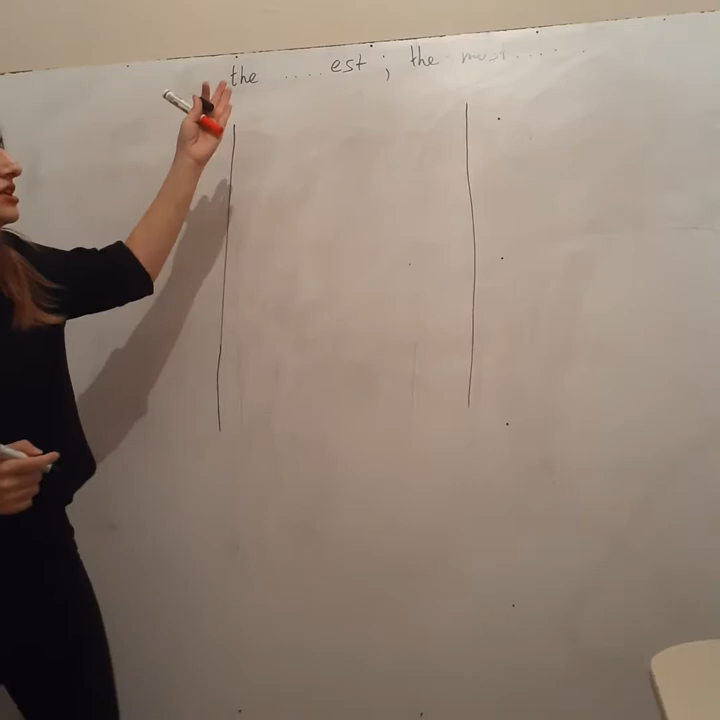 the .... est ; the most ....